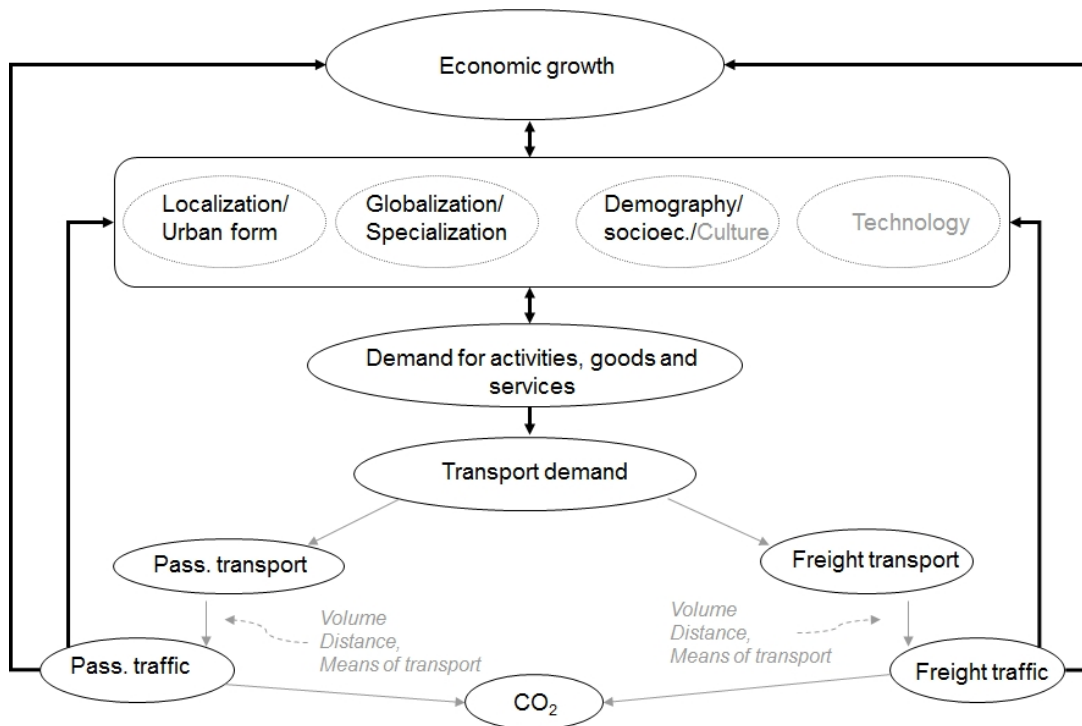 Economic growth
Localization/
Urban form
Globalization/
Specialization
Demography/
socioec./Culture
Technology
Demand for activities, goods and
services
Transport demand
Pass. transport
Freight transport
Volume
Distance,
Means of transport
Volume
Distance,
Means of transport
Pass. traffic
Freight traffic
CO₂